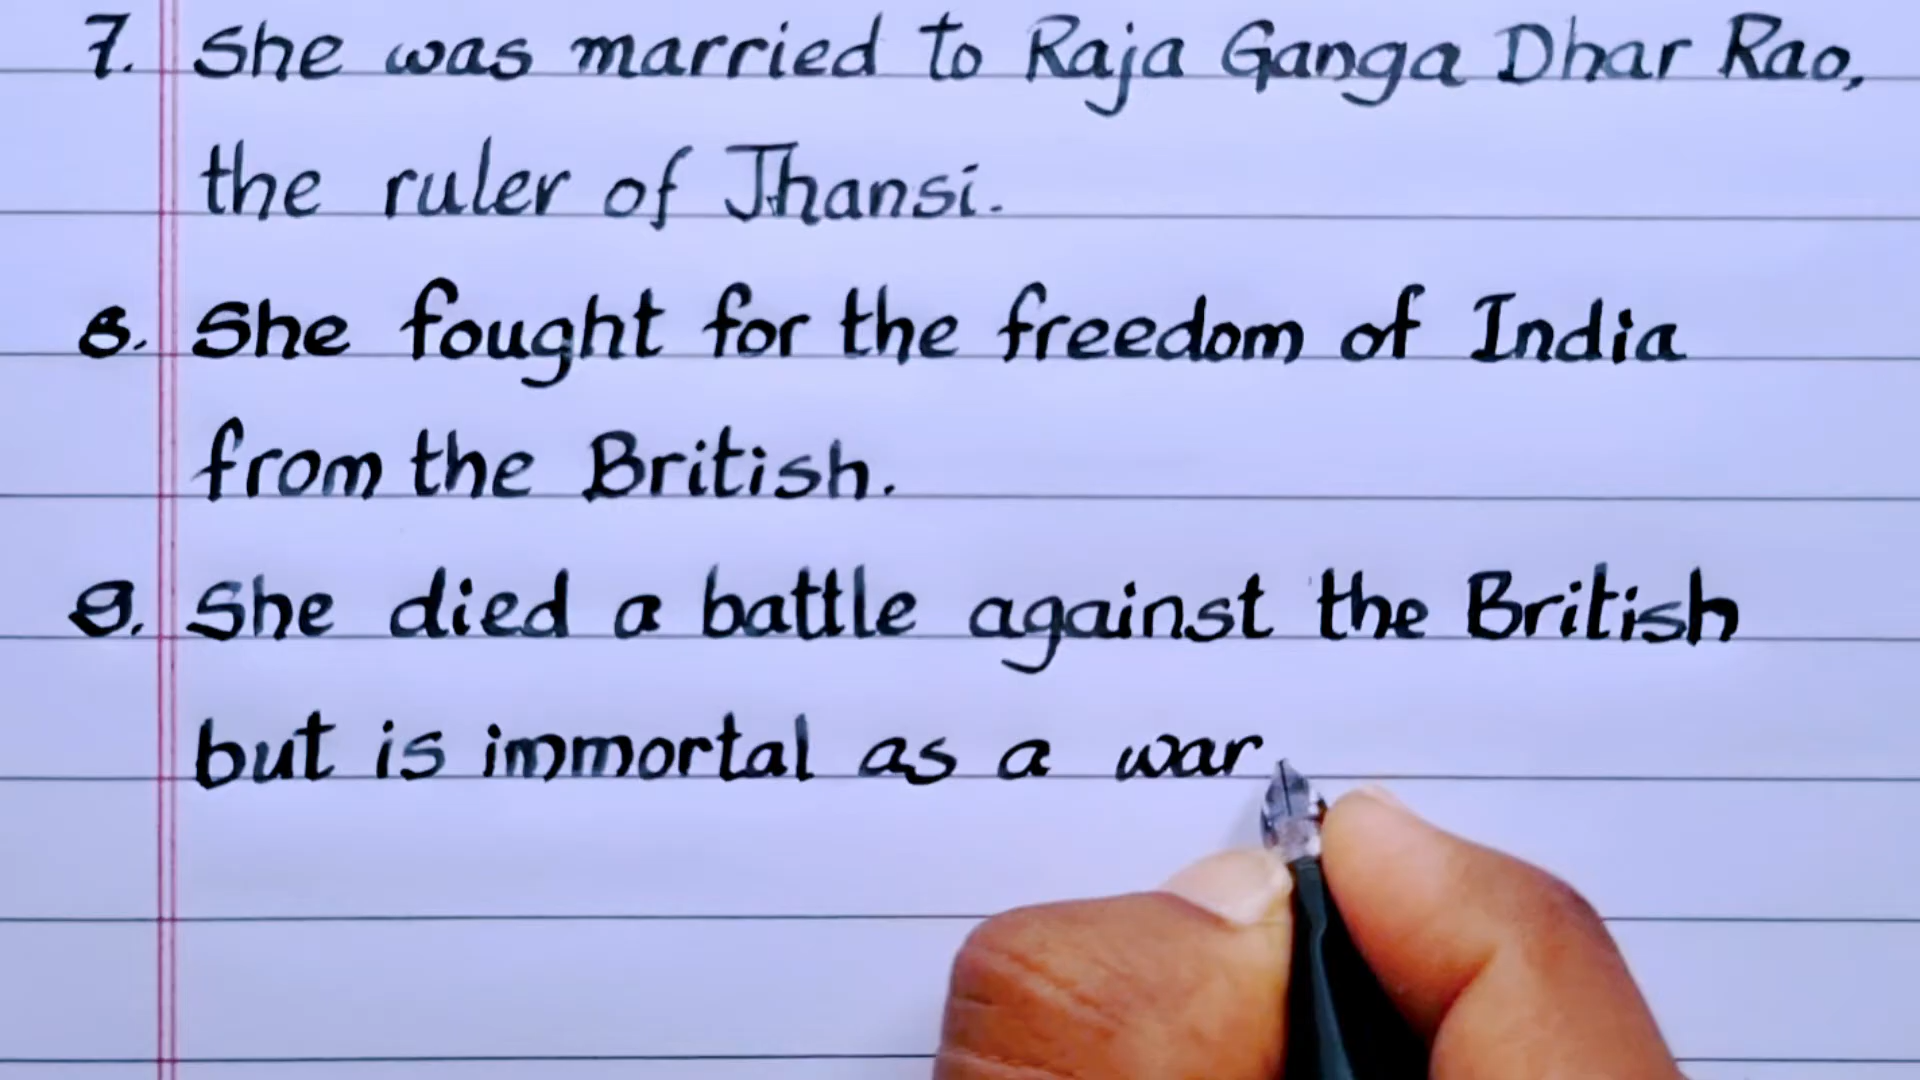 7. She was married to Raja Ganga Dhar Rao,
the ruler of Jhansi.
8. She fought for the freedom of India
from the British.
9. She died a battle against the British
but is immortal as a war